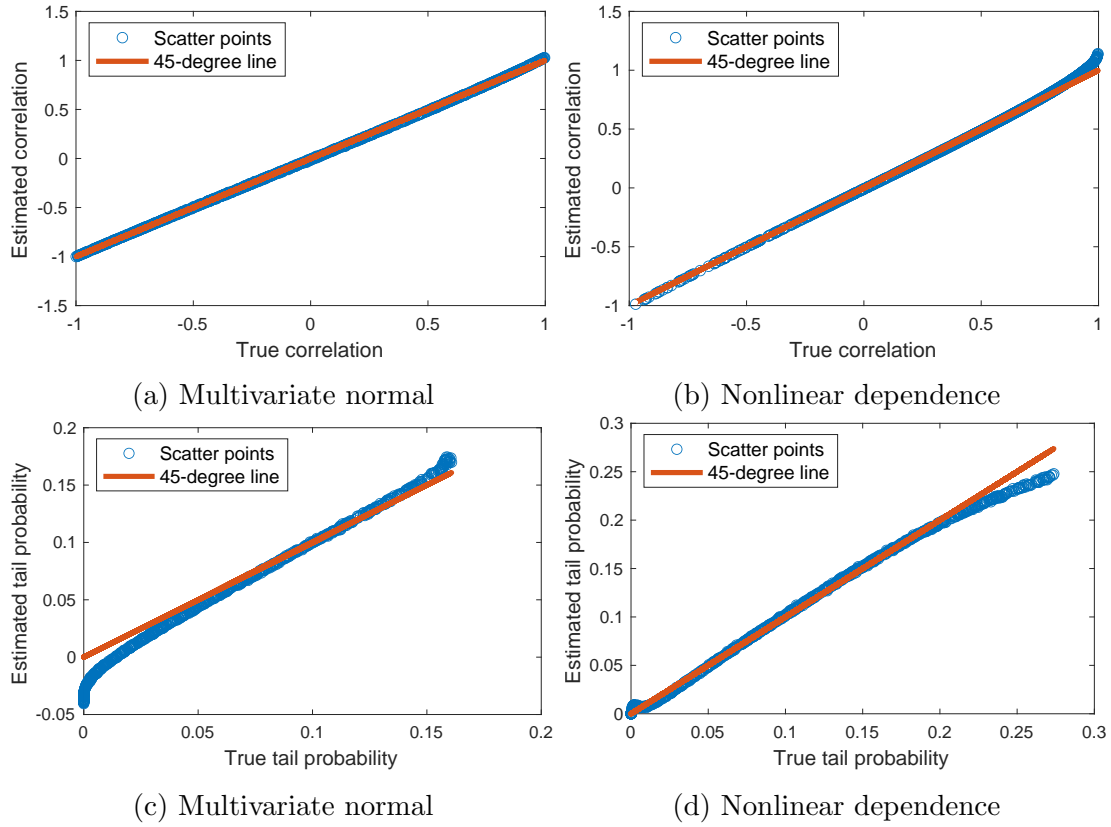 1.5
1
0.5
0
-0.5
-1
-1.5
-1
-0.5
0
0.5
1
Estimated correlation
True correlation
Scatter points
45-degree line
(a) Multivariate normal
1.5
1
0.5
0
-0.5
-1
-1
-0.5
0
0.5
1
Estimated correlation
True correlation
Scatter points
45-degree line
(b) Nonlinear dependence
0.2
0.15
0.1
0.05
0
-0.05
0
0.05
0.1
0.15
0.2
Estimated tail probability
True tail probability
Scatter points
45-degree line
(c) Multivariate normal
0.3
0.25
0.2
0.15
0.1
0.05
0
0
0.05
0.1
0.15
0.2
0.25
0.3
Estimated tail probability
True tail probability
Scatter points
45-degree line
(d) Nonlinear dependence